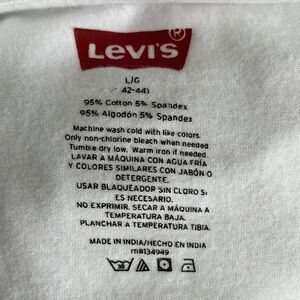 LEVI'S
®
L/G
42-44)
95% Cotton 5% Spandex
95% Algodón 5% Spandex
Machine wash cold with like colors.
Only non-chlorine bleach when needed.
Tumble dry low. Warm iron if needed.
LAVAR A MÁQUINA CON AGUA FRÍA
Y COLORES SIMILARES CON JABÓN O
DETERGENTE.
USAR BLAQUEADOR SIN CLORO SI
ES NECESARIO.
NO EXPRIMIR. SECAR A MÁQUINA A
TEMPERATURA BAJA.
PLANCHAR A TEMPERATURA TIBIA.
MADE IN INDIA/HECHO EN INDIA
rn#134949